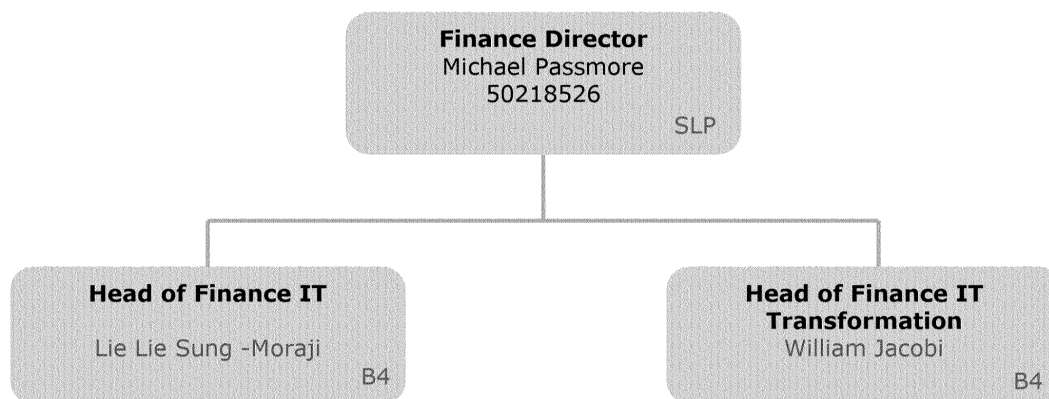 Finance Director
Michael Passmore
50218526
SLP
Head of Finance IT
Lie Lie Sung -Moraji
B4
Head of Finance IT
Transformation
William Jacobi
B4